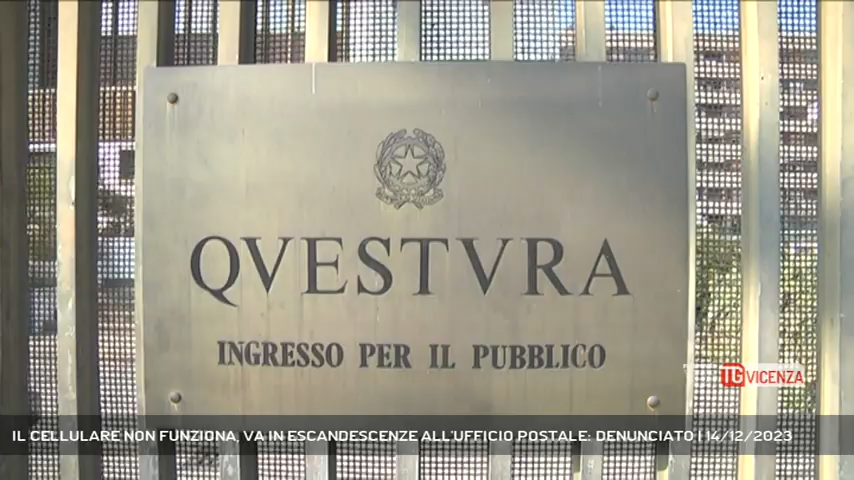 QVESTVRA
INGRESSO PER IL PUBBLICO
TG VICENZA
IL CELLULARE NON FUNZIONA, VA IN ESCANDESCENZE ALL'UFFICIO POSTALE: DENUNCIATO | 14/12/2023